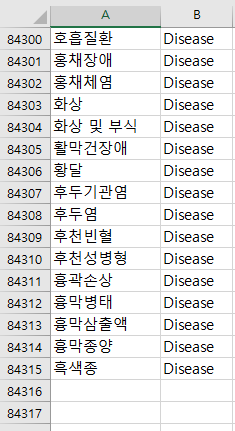 A B
84300 호흡질환 Disease
84301 홍채장애 Disease
84302 홍채체염 Disease
84303 화상 Disease
84304 화상 및 부식 Disease
84305 활막건장애 Disease
84306 황달 Disease
84307 후두기관염 Disease
84308 후두염 Disease
84309 후천빈혈 Disease
84310 후천성병형 Disease
84311 흉곽손상 Disease
84312 흉막병태 Disease
84313 흉막삼출액 Disease
84314 흉막종양 Disease
84315 흑색종 Disease
84316
84317